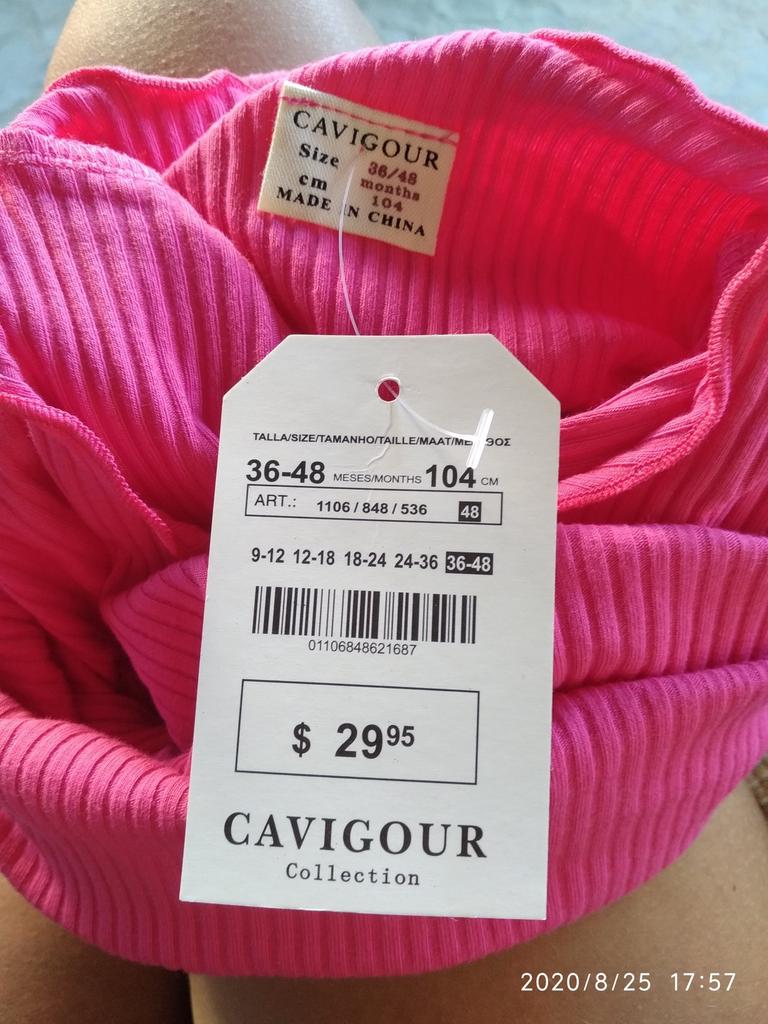 CAVIGOUR
Size 36/48
months
cm 104
MADE IN CHINA
TALLA/SIZE/TAMANHO/TAILLE/MAAT/
36-48 MESES/MONTHS 104 CM
ART.: 1106 / 848 / 536 48
9-12 12-18 18-24 24-36 36-48
01106848621687
$ 29 95
CAVIGOUR
Collection
2020/8/25 17:57